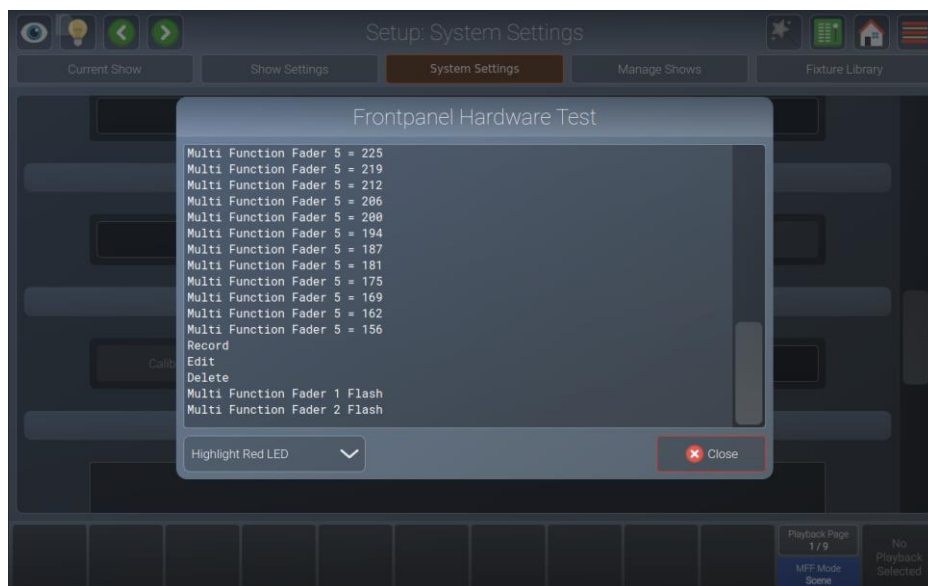 Setup: System Settings
Current Show
Show Settings
System Settings
Manage Shows
Fixture Library
Frontpanel Hardware Test
Multi Function Fader 5 = 225
Multi Function Fader 5 = 219
Multi Function Fader 5 = 212
Multi Function Fader 5 = 206
Multi Function Fader 5 = 200
Multi Function Fader 5 = 194
Multi Function Fader 5 = 187
Multi Function Fader 5 = 181
Multi Function Fader 5 = 175
Multi Function Fader 5 = 169
Multi Function Fader 5 = 162
Multi Function Fader 5 = 156
Record
Edit
Delete
Multi Function Fader 1 Flash
Multi Function Fader 2 Flash
Calib
Highlight Red LED
Close
Playback Page
1/9
MFF Mode
Scene
No
Playback
Selected